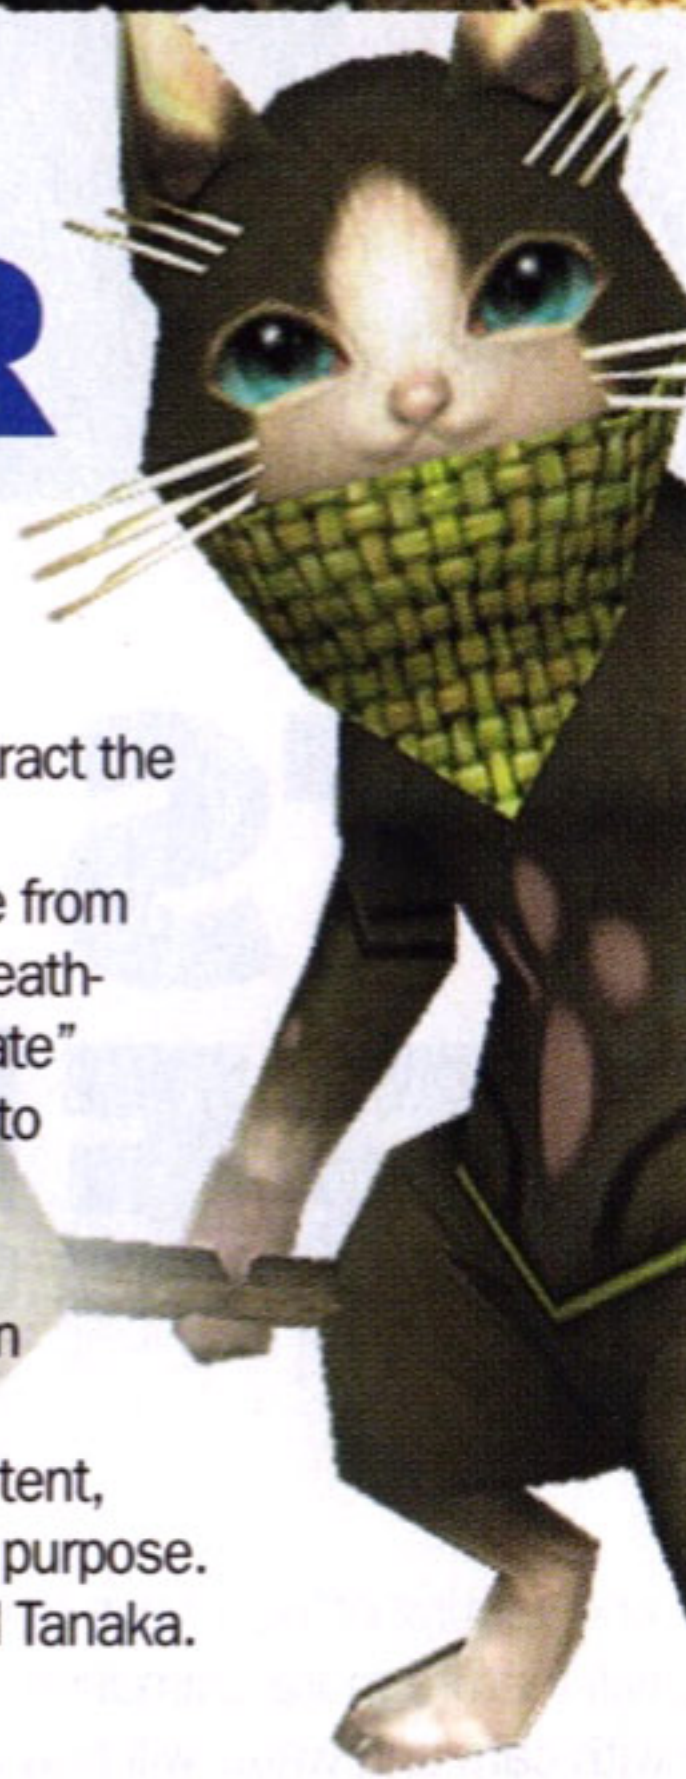 R
ract the
e from
eath-
ate”
to
n
tent,
purpose.
l Tanaka.